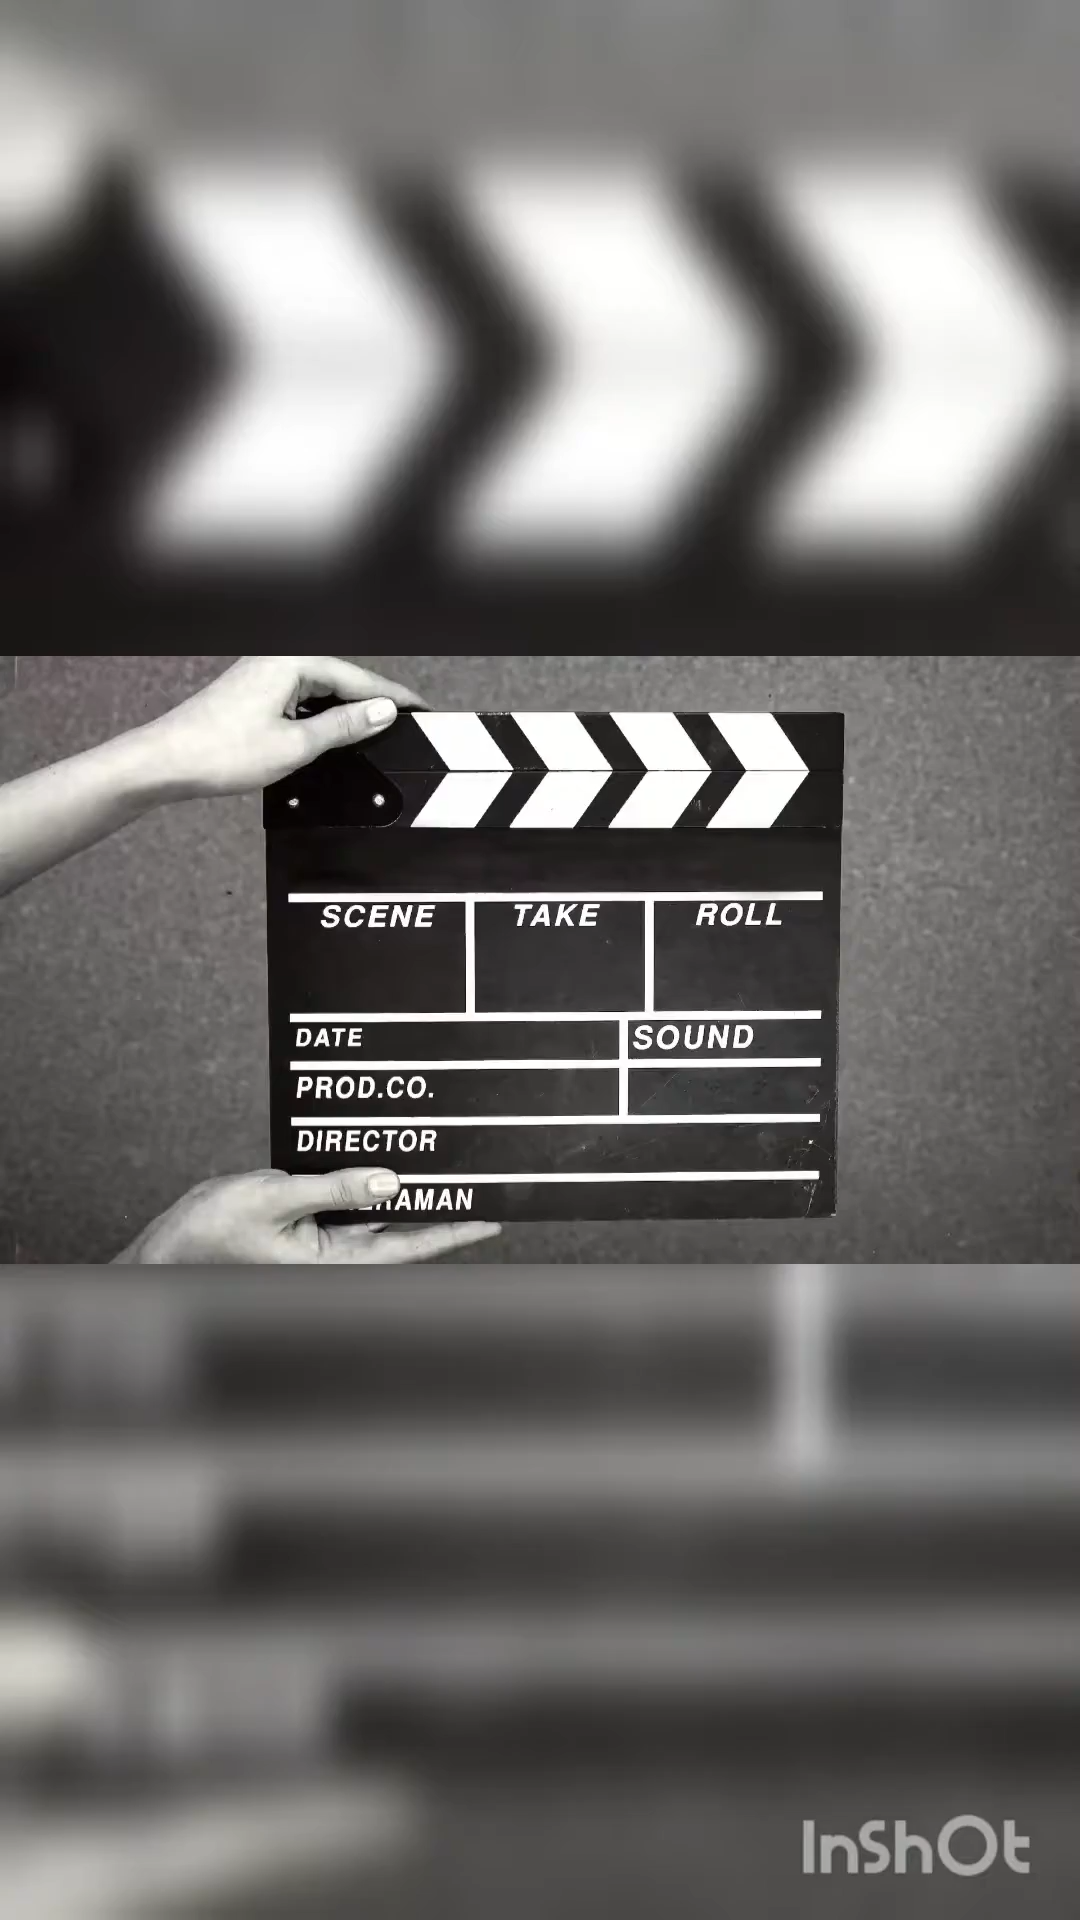 SCENE TAKE ROLL
DATE SOUND
PROD.CO.
DIRECTOR
InShOt